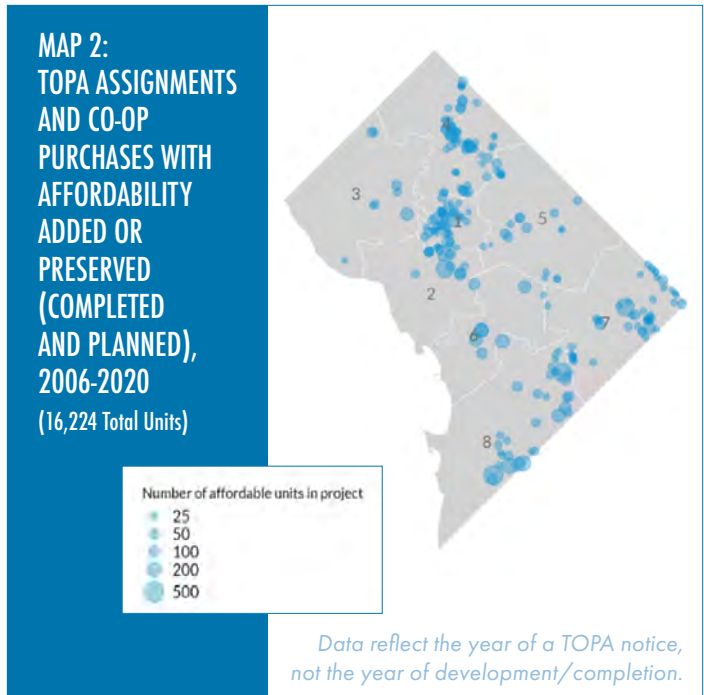 MAP 2:
TOPA ASSIGNMENTS
AND CO-OP
PURCHASES WITH
AFFORDABILITY
ADDED OR
PRESERVED
(COMPLETED
AND PLANNED),
2006-2020
(16,224 Total Units)
4
3
1
5
2
7
6
8
Number of affordable units in project
25
50
100
200
500
Data reflect the year of a TOPA notice,
not the year of development/completion.